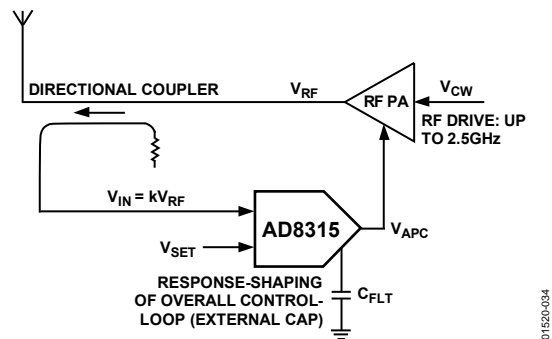 DIRECTIONAL COUPLER
V_RF
RF PA
V_CW
RF DRIVE: UP
TO 2.5GHz
V_IN = kV_RF
AD8315
V_APC
V_SET
RESPONSE-SHAPING
OF OVERALL CONTROL-
LOOP (EXTERNAL CAP)
C_FLT
01520-034